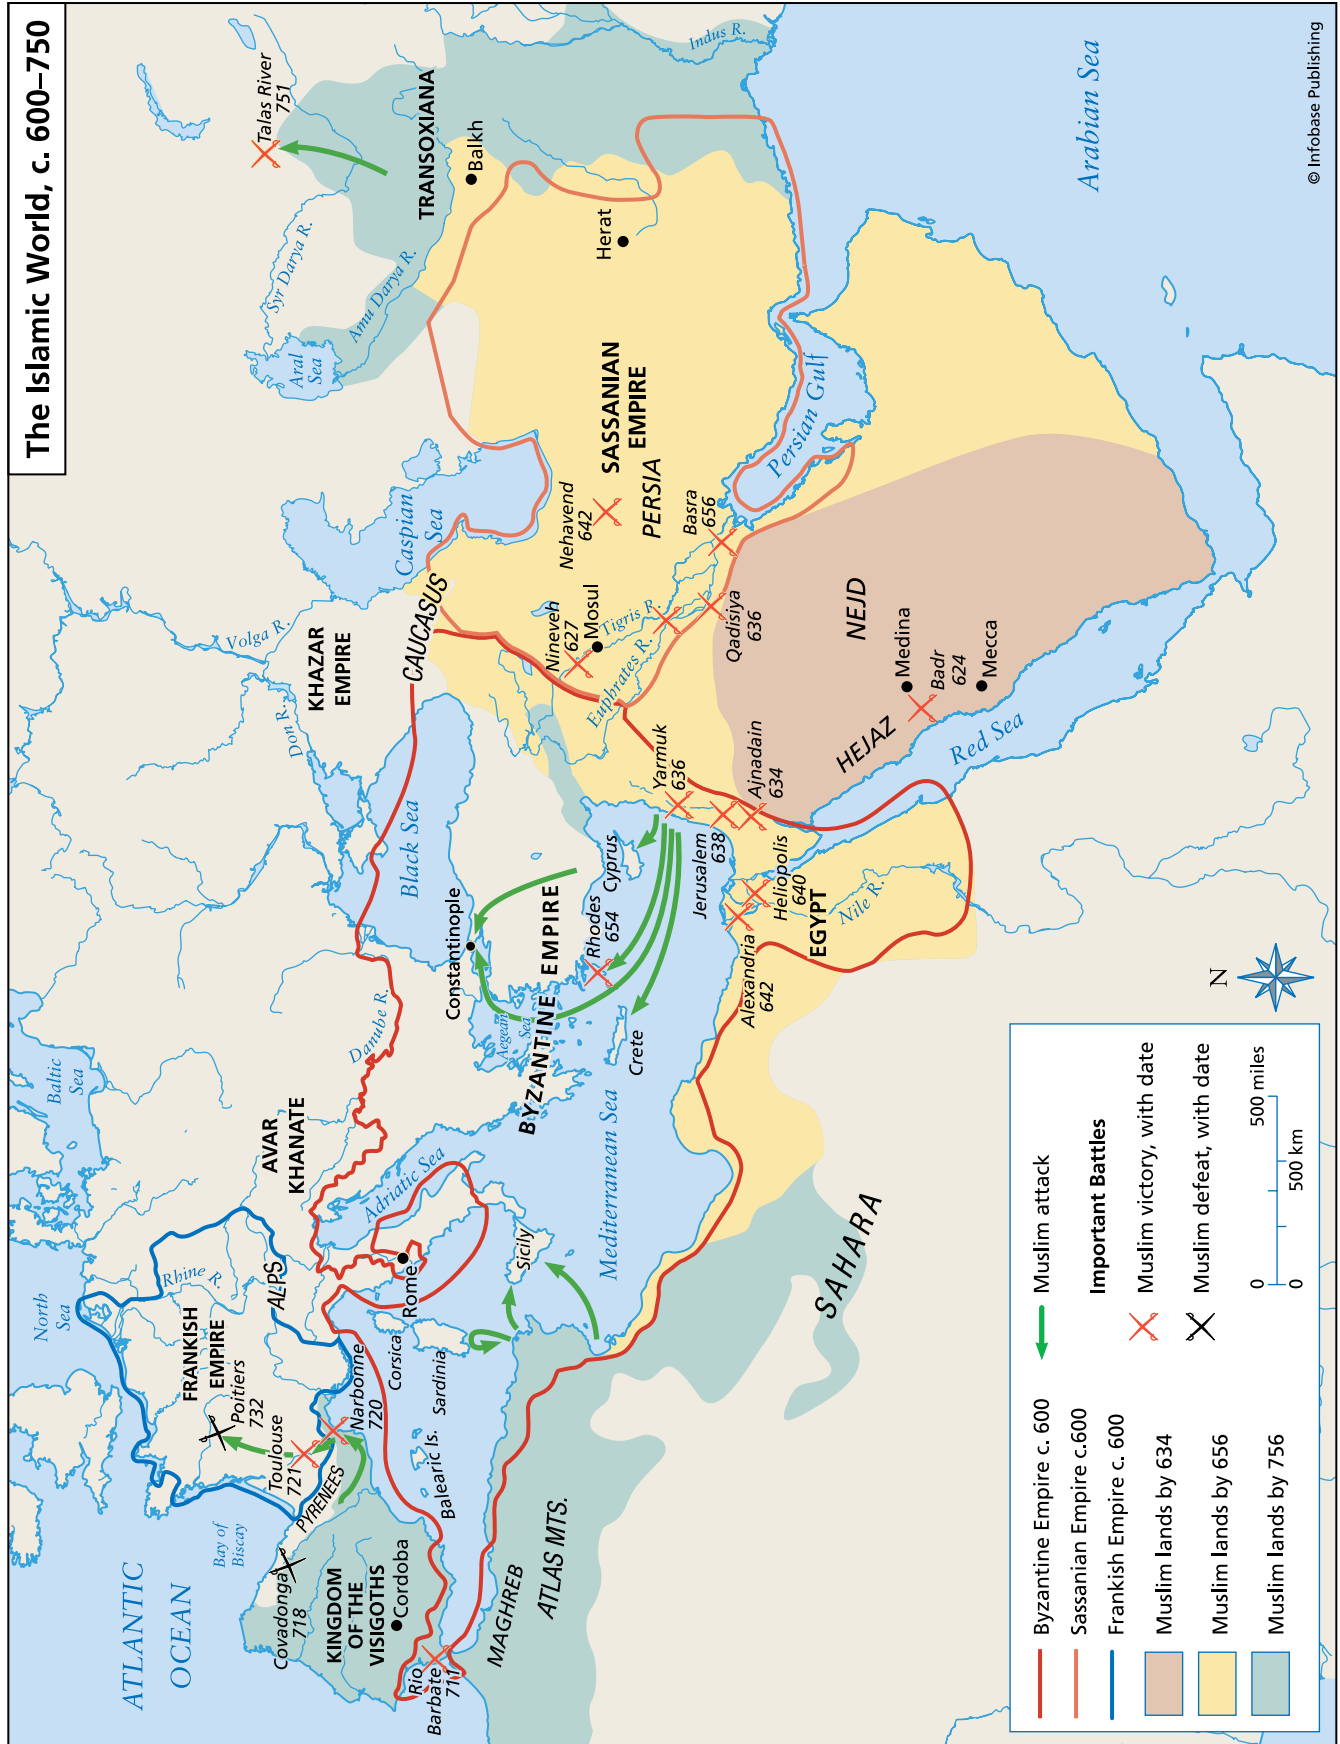 The Islamic World, c. 600–750
Talas River
751
Indus R.
TRANSOXIANA
Balkh
Syr Darya R.
Amu Darya R.
Aral
Sea
Herat
Arabian Sea
© Infobase Publishing
SASSANIAN
EMPIRE
PERSIA
Persian Gulf
Caspian
Sea
Nehavend
642
Basra
656
CAUCASUS
Volga R.
KHAZAR
EMPIRE
Don R.
Nineveh
627
Mosul
Tigris R.
Euphrates R.
Qadisiya
636
NEJD
Medina
Badr
624
Mecca
HEJAZ
Red Sea
Yarmuk
636
Ajnadain
634
Jerusalem
638
Heliopolis
640
EGYPT
Nile R.
Alexandria
642
Black Sea
Constantinople
Cyprus
Rhodes
654
BYZANTINE EMPIRE
Aegean
Sea
Crete
Danube R.
Baltic
Sea
AVAR
KHANATE
Adriatic Sea
Mediterranean Sea
Sicily
Rome
SAHARA
North
Sea
Rhine R.
ALPS
FRANKISH
EMPIRE
Poitiers
732
Toulouse
721
Narbonne
720
Corsica
Sardinia
Balearic Is.
PYRENEES
Bay of
Biscay
ATLANTIC
OCEAN
Covadonga
718
KINGDOM
OF THE
VISIGOTHS
Cordoba
Rio
Barbate
711
MAGHREB
ATLAS MTS.
N
Byzantine Empire c. 600
Sassanian Empire c.600
Frankish Empire c. 600
Muslim lands by 634
Muslim lands by 656
Muslim lands by 756
Muslim attack
Important Battles
Muslim victory, with date
Muslim defeat, with date
0 500 miles
0 500 km